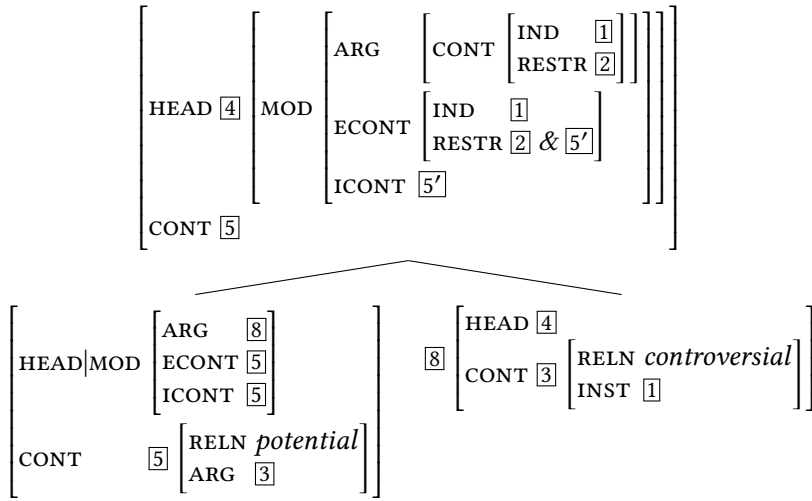 ARG [CONT [IND 1
RESTR 2]]
HEAD 4 [MOD
ECONT [IND 1
RESTR 2 & 5′]
ICONT 5′
CONT 5
HEAD|MOD [ARG 8
ECONT 5
ICONT 5]
CONT 5 [RELN potential
ARG 3]
8 [HEAD 4
CONT 3 [RELN controversial
INST 1]]